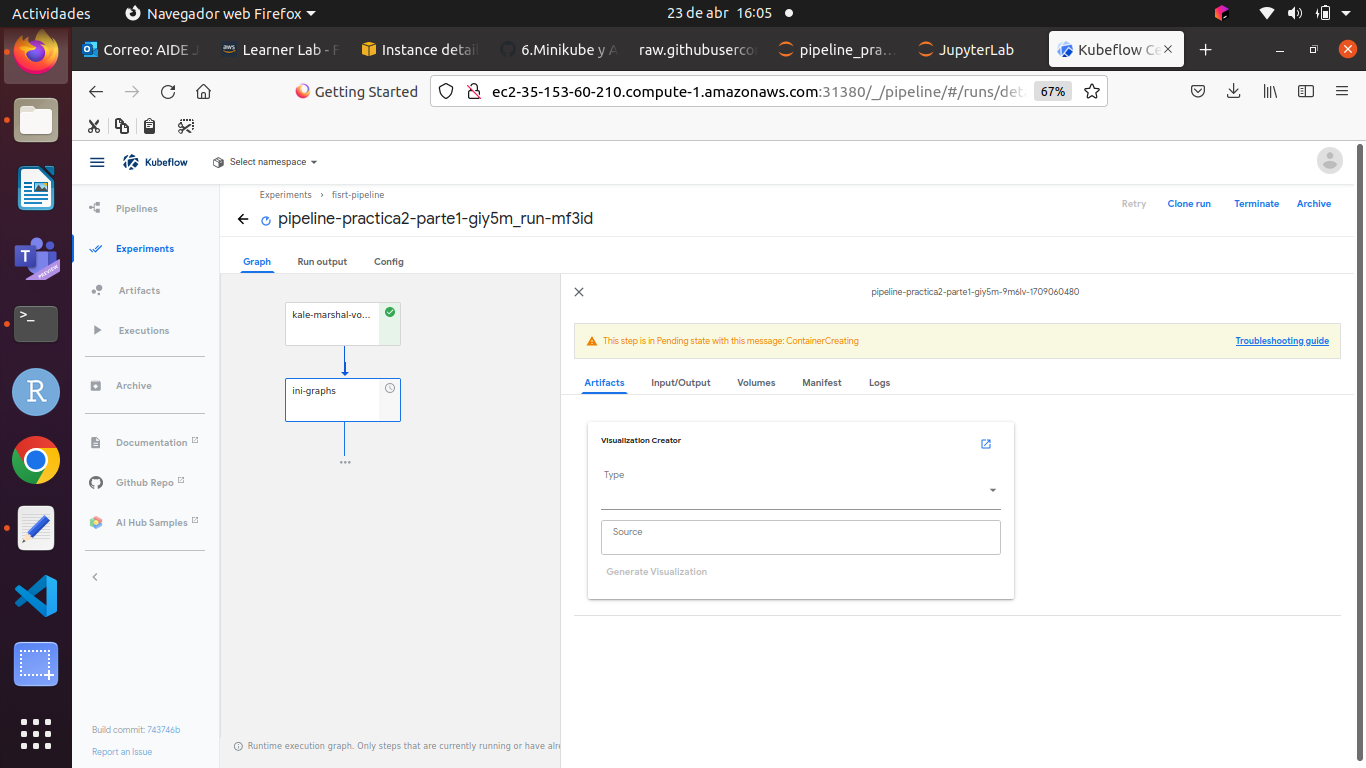 Actividades
Navegador web Firefox
23 de abr 16:05
Correo: AIDE J
Learner Lab - F
Instance detail
6.Minikube y A
raw.githubusercon
pipeline_pra…
JupyterLab
Kubeflow Ce
Getting Started
ec2-35-153-60-210.compute-1.amazonaws.com:31380/_/pipeline/#/runs/det
67%
Kubeflow
Select namespace
Pipelines
Experiments
Artifacts
Executions
Archive
Documentation
Github Repo
AI Hub Samples
Build commit: 743746b
Report an Issue
Experiments › fisrt-pipeline
pipeline-practica2-parte1-giy5m_run-mf3id
Retry
Clone run
Terminate
Archive
Graph
Run output
Config
kale-marshal-vo...
ini-graphs
Runtime execution graph. Only steps that are currently running or have alre
pipeline-practica2-parte1-giy5m-9m6lv-1709060480
This step is in Pending state with this message: ContainerCreating
Troubleshooting guide
Artifacts
Input/Output
Volumes
Manifest
Logs
Visualization Creator
Type
Source
Generate Visualization